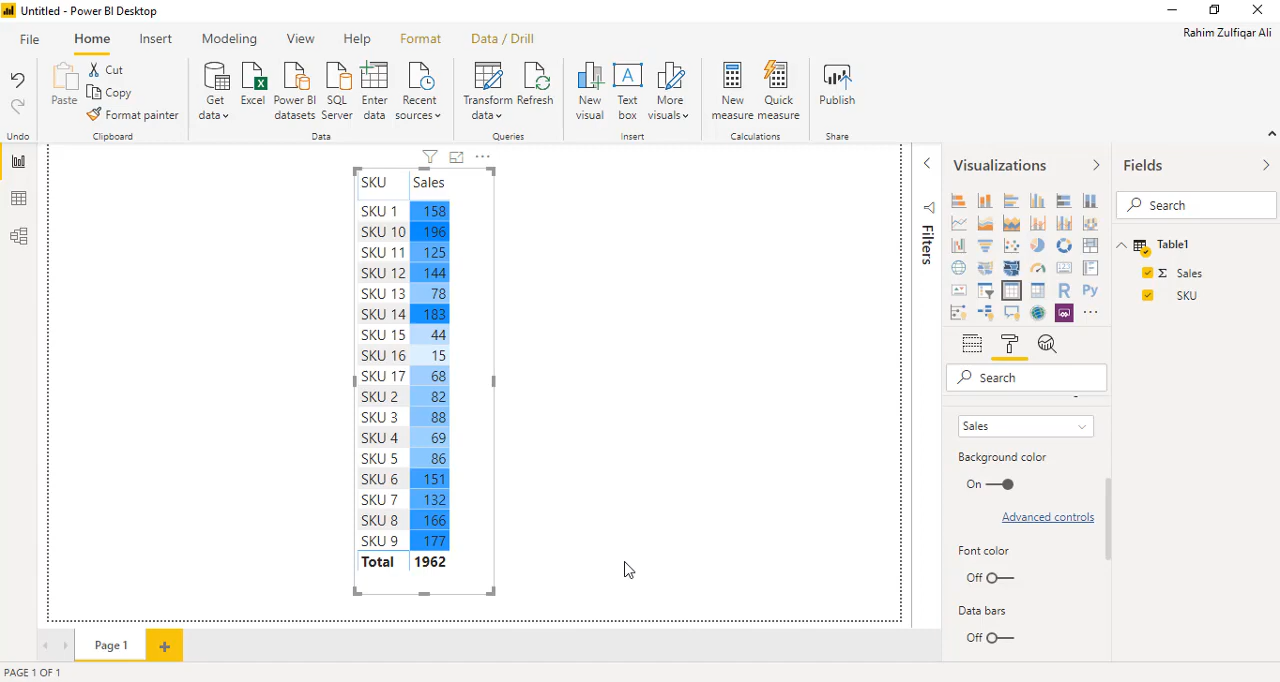 Untitled - Power BI Desktop
Rahim Zulfiqar Ali
File Home Insert Modeling View Help Format Data / Drill
Undo
Paste
Cut
Copy
Format painter
Clipboard
Get data
Excel
Power BI datasets
SQL Server
Enter data
Recent sources
Data
Transform data
Refresh
Queries
New visual
Text box
More visuals
Insert
New measure
Quick measure
Calculations
Publish
Share
SKU Sales
SKU 1 158
SKU 10 196
SKU 11 125
SKU 12 144
SKU 13 78
SKU 14 183
SKU 15 44
SKU 16 15
SKU 17 68
SKU 2 82
SKU 3 88
SKU 4 69
SKU 5 86
SKU 6 151
SKU 7 132
SKU 8 166
SKU 9 177
Total 1962
Filters
Visualizations
R
Py
Search
Sales
Background color
On
Advanced controls
Font color
Off
Data bars
Off
Fields
Search
Table1
Σ Sales
SKU
Page 1
PAGE 1 OF 1